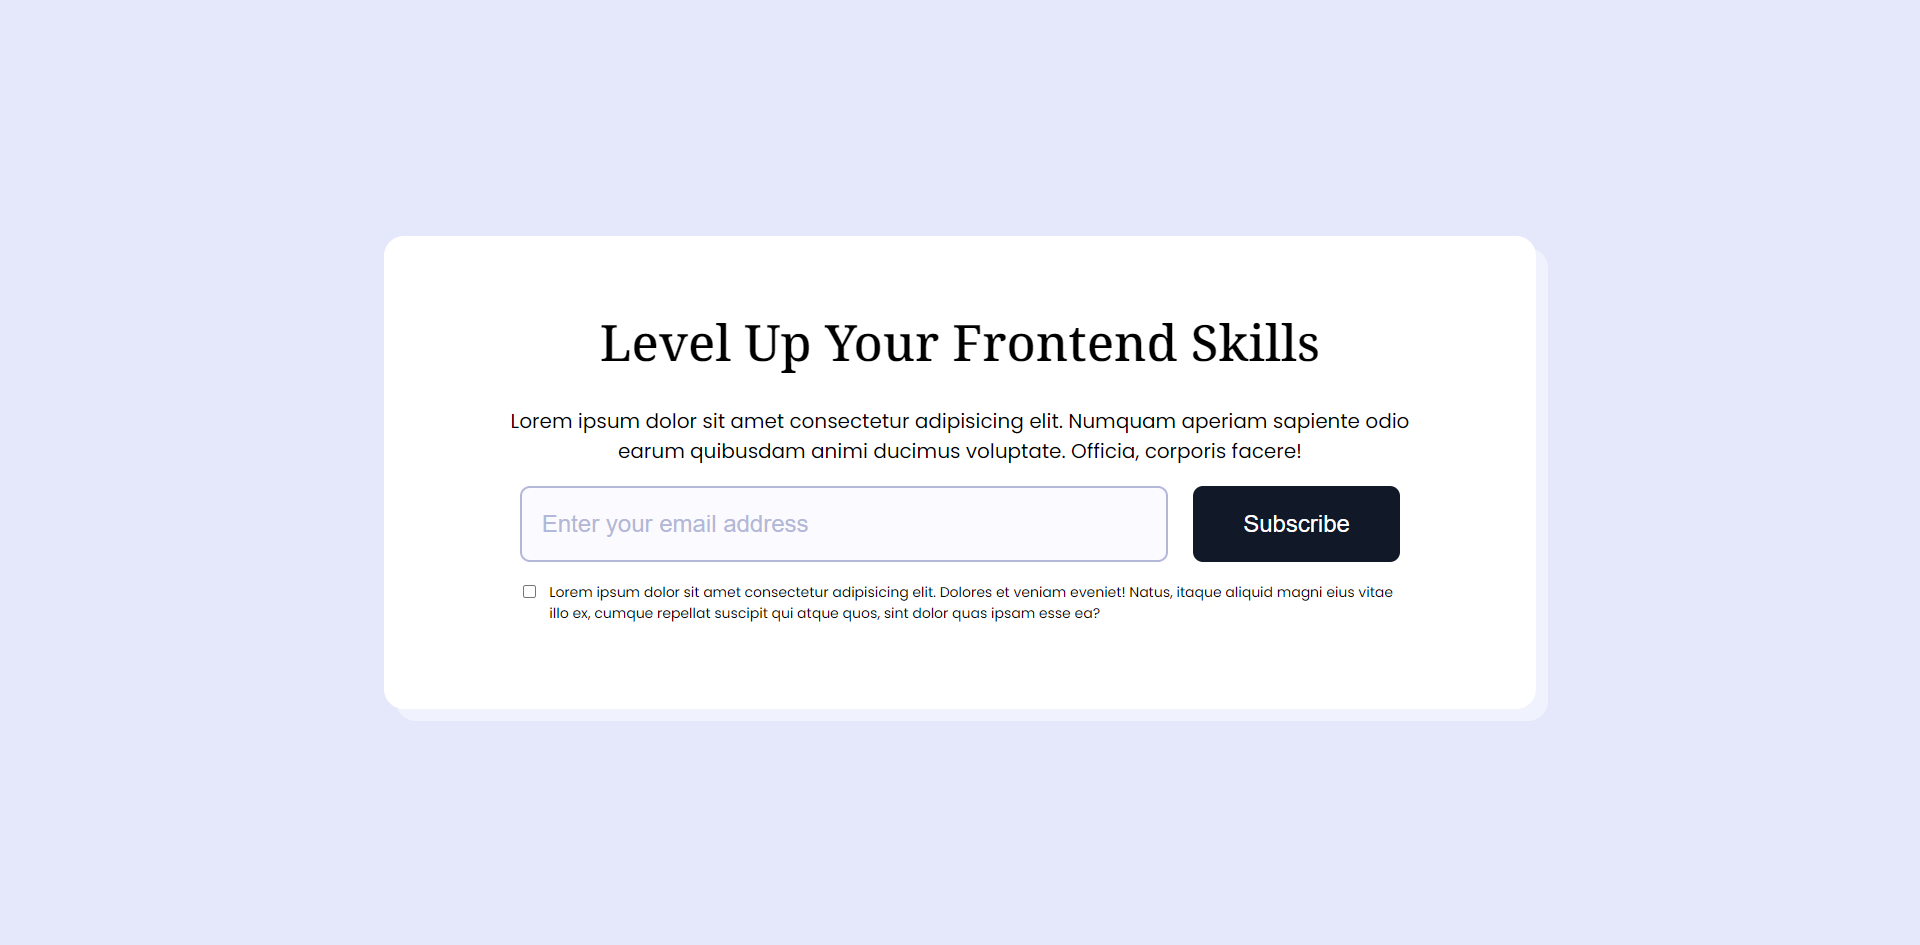 Level Up Your Frontend Skills
Lorem ipsum dolor sit amet consectetur adipisicing elit. Numquam aperiam sapiente odio
earum quibusdam animi ducimus voluptate. Officia, corporis facere!
Enter your email address
Subscribe
Lorem ipsum dolor sit amet consectetur adipisicing elit. Dolores et veniam eveniet! Natus, itaque aliquid magni eius vitae
illo ex, cumque repellat suscipit qui atque quos, sint dolor quas ipsam esse ea?